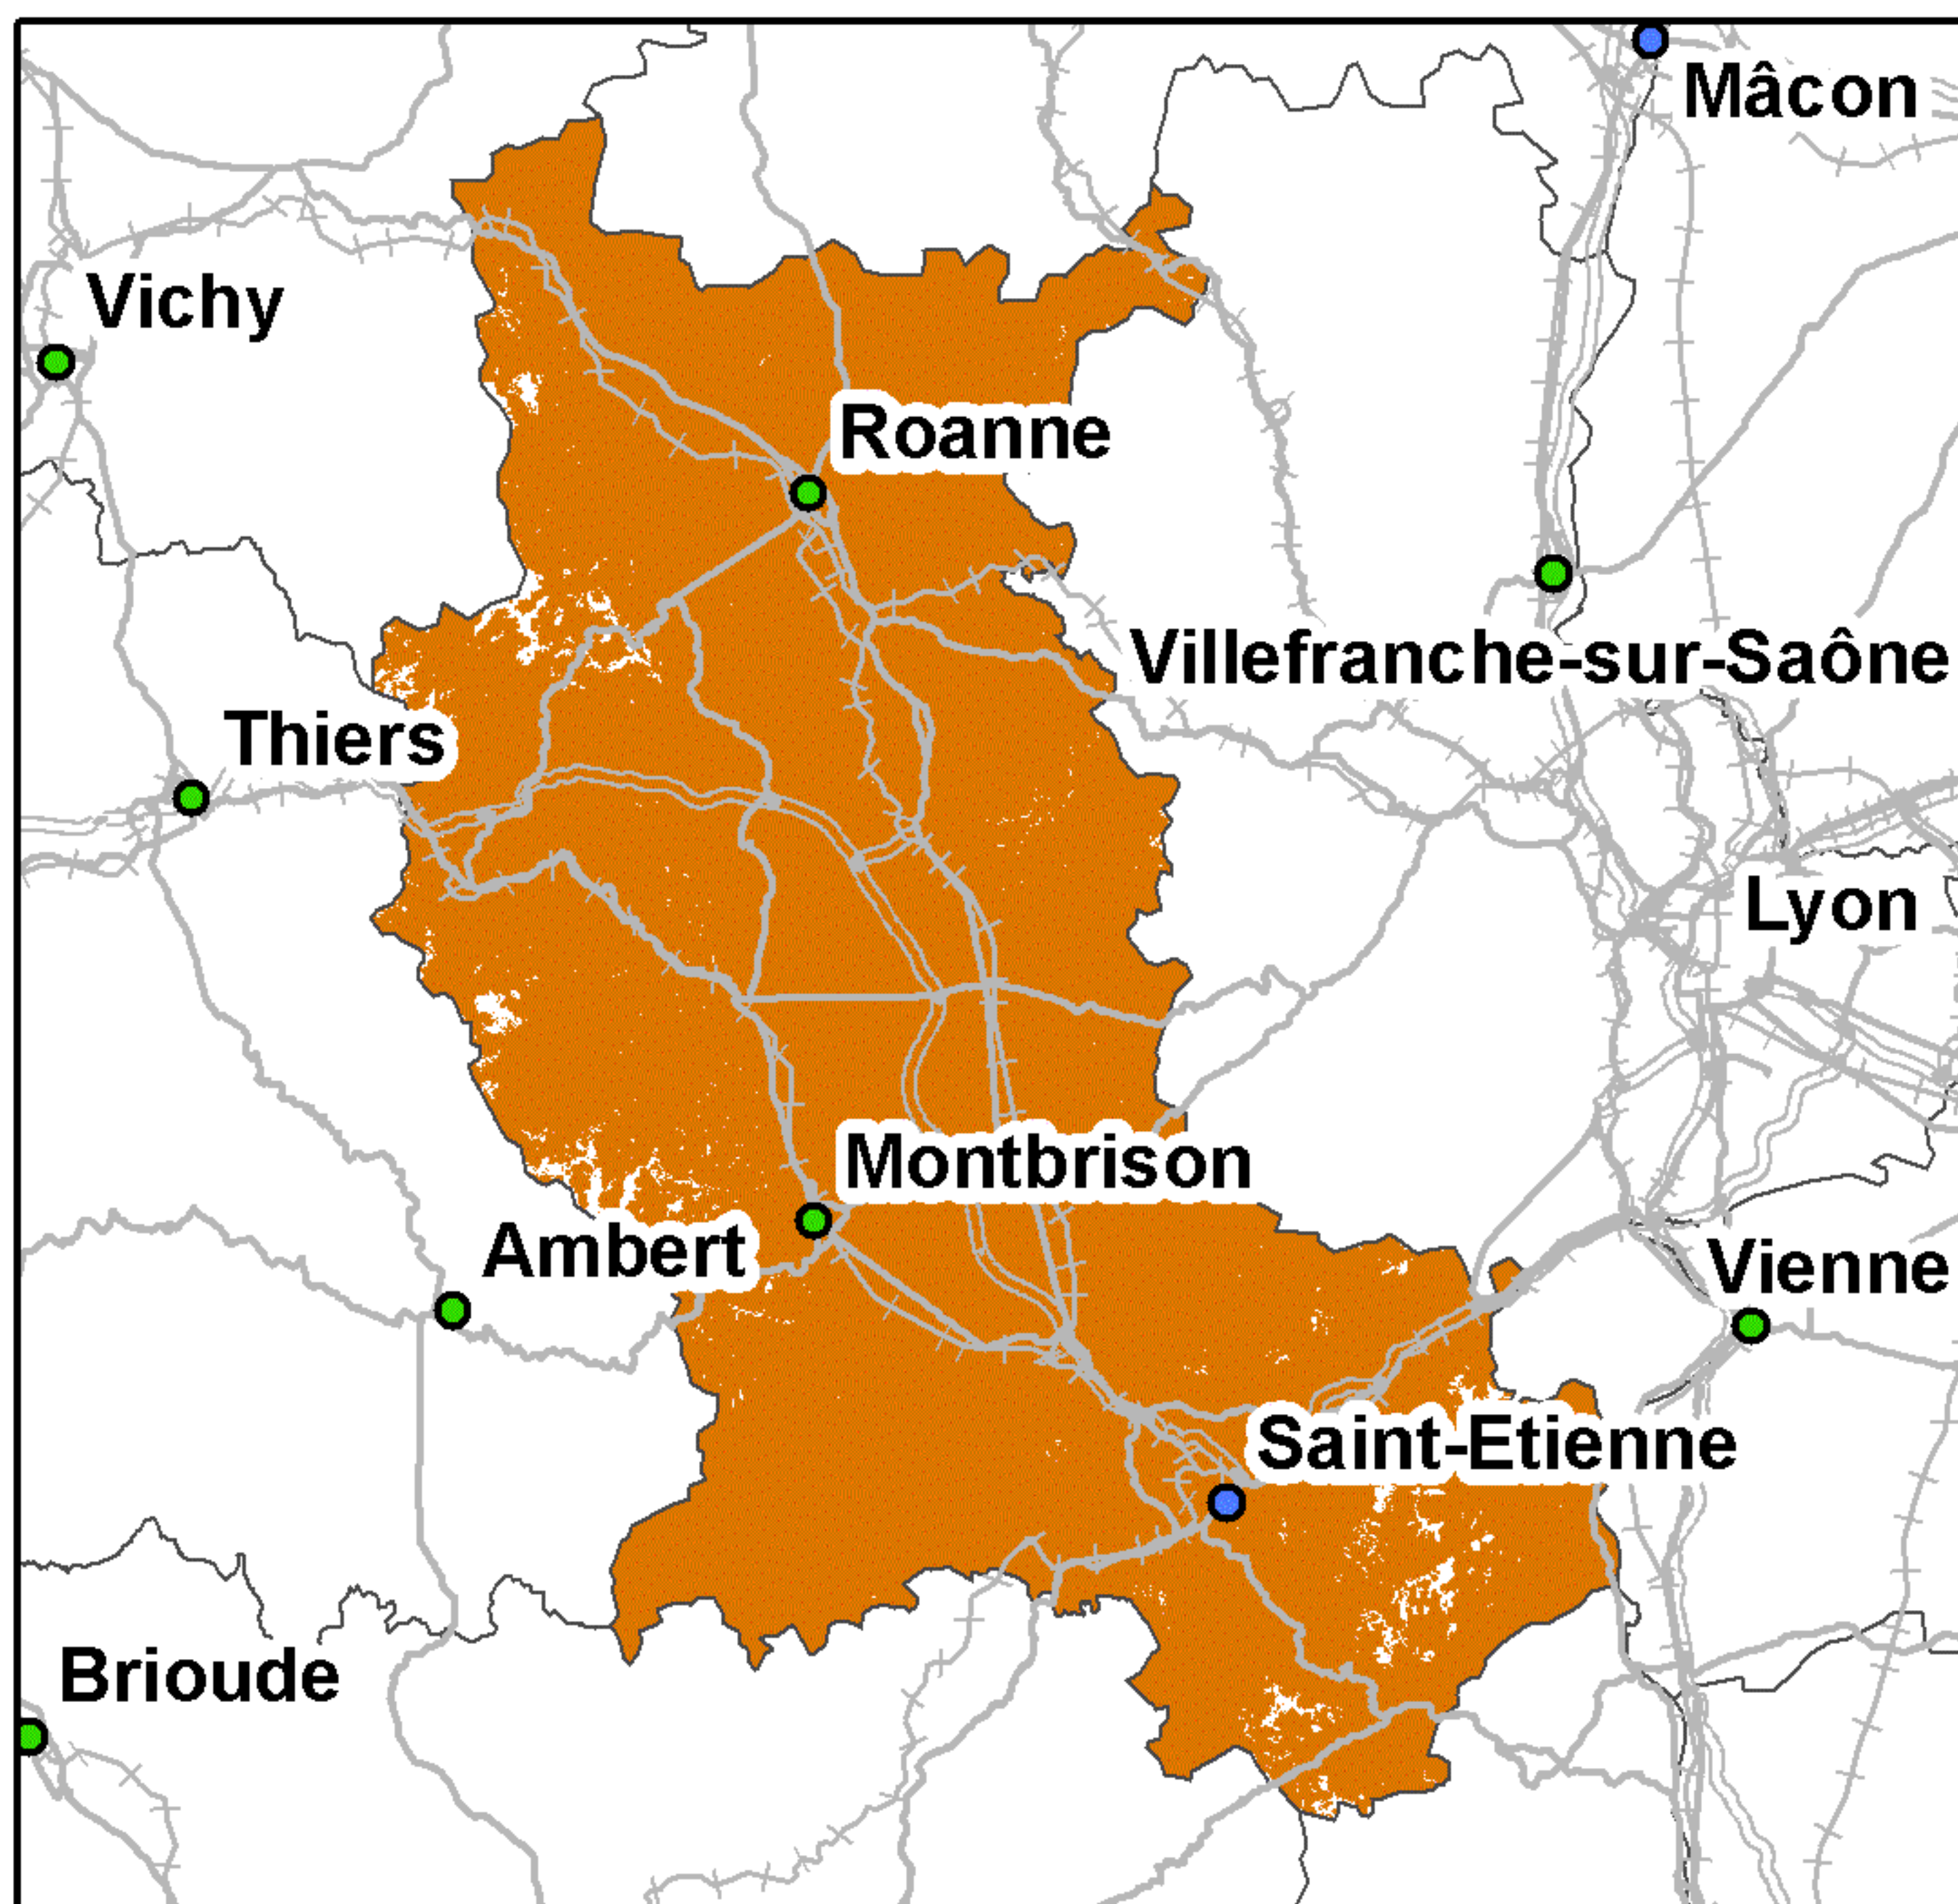 Mâcon
Vichy
Roanne
Villefranche-sur-Saône
Thiers
Lyon
Montbrison
Ambert
Vienne
Saint-Etienne
Brioude